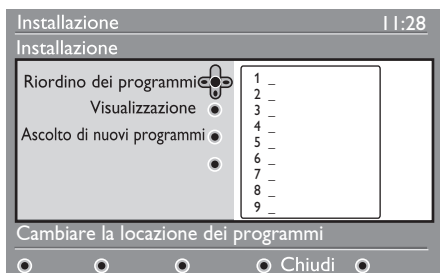 Installazione 11:28
Installazione
Riordino dei programmi
Visualizzazione
Ascolto di nuovi programmi
1 _
2 _
3 _
4 _
5 _
6 _
7 _
8 _
9 _
Cambiare la locazione dei programmi
Chiudi